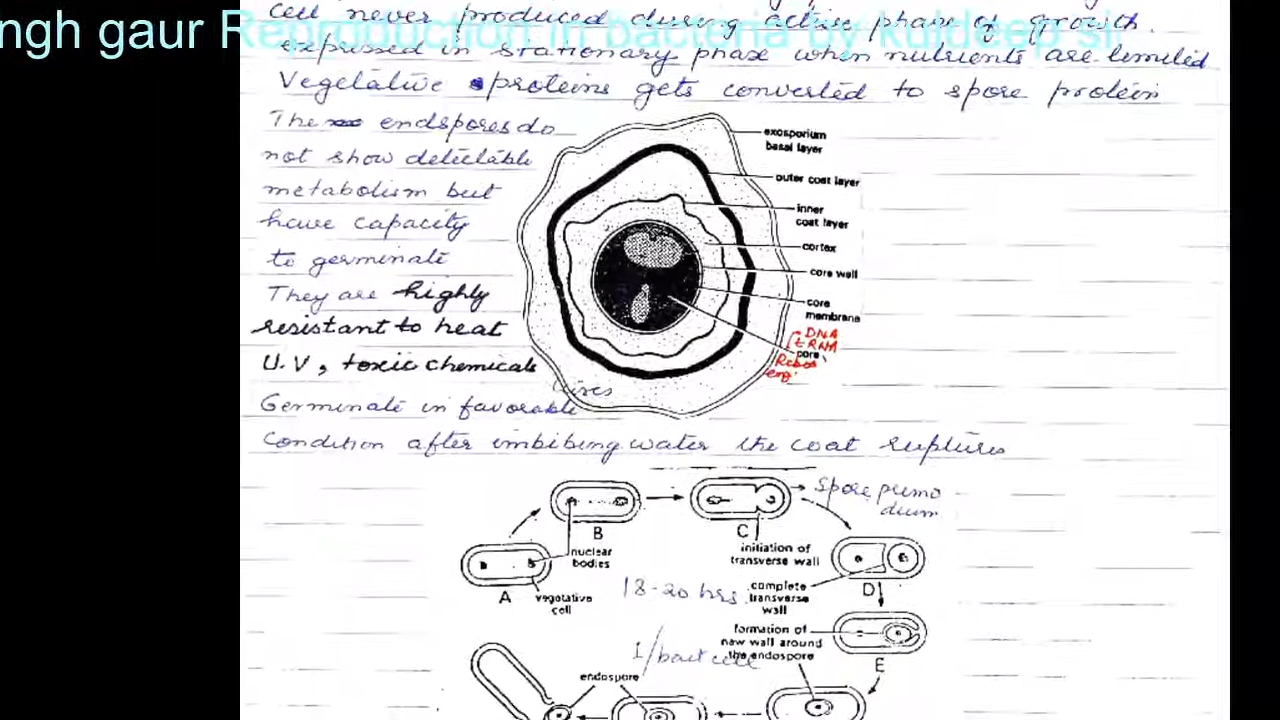 cell never produced during active phase of growth.
ngh gaur Reproduction in bacteria by kuldeep si
expressed in stationary phase when nutrients are limited
Vegetative proteins gets converted to spore protein
The endspores do
not show detectable
metabolism but
have capacity
to germinate
They are highly
resistant to heat
U.V, toxic chemicals
Germinate in favorable
Condition after imbibing water the coat ruptures
exosporium
basal layer
outer coat layer
inner
coat layer
cortex
core wall
core
membrane
DNA
RNA
core
Spore primo
dium
B
C
nuclear
bodies
initiation of
transverse wall
A
vegetative
cell
18-20 hrs
complete
transverse
wall
D
formation of
new wall around
the endospore
1/bact cell
E
endospore